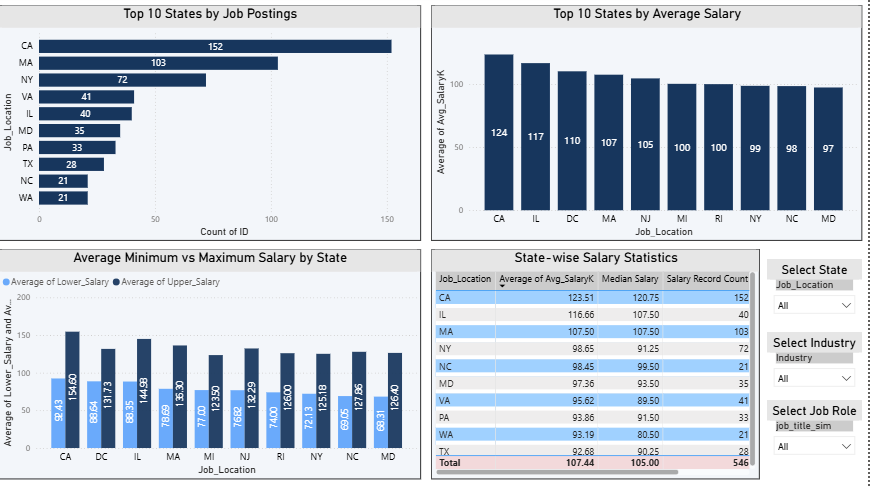 Top 10 States by Job Postings
Job_Location
CA 152
MA 103
NY 72
VA 41
IL 40
MD 35
PA 33
TX 28
NC 21
WA 21
0 50 100 150
Count of ID
Top 10 States by Average Salary
Average of Avg_SalaryK
100
50
0
124 117 110 107 105 100 100 99 98 97
CA IL DC MA NJ MI RI NY NC MD
Job_Location
Average Minimum vs Maximum Salary by State
Average of Lower_Salary Average of Upper_Salary
Average of Lower_Salary and Av...
200
150
100
50
0
92.43 154.60 88.64 131.73 88.35 144.98 78.69 136.30 77.00 123.50 76.82 132.29 74.00 126.00 72.13 125.18 69.05 127.86 68.31 126.40
CA DC IL MA MI NJ RI NY NC MD
Job_Location
State-wise Salary Statistics
Job_Location Average of Avg_SalaryK Median Salary Salary Record Count
CA 123.51 120.75 152
IL 116.66 107.50 40
MA 107.50 107.50 103
NY 98.65 91.25 72
NC 98.45 99.50 21
MD 97.36 93.50 35
VA 95.62 89.50 41
PA 93.86 91.50 33
WA 93.19 80.50 21
TX 92.68 90.25 28
Total 107.44 105.00 546
Select State
Job_Location
All
Select Industry
Industry
All
Select Job Role
job_title_sim
All